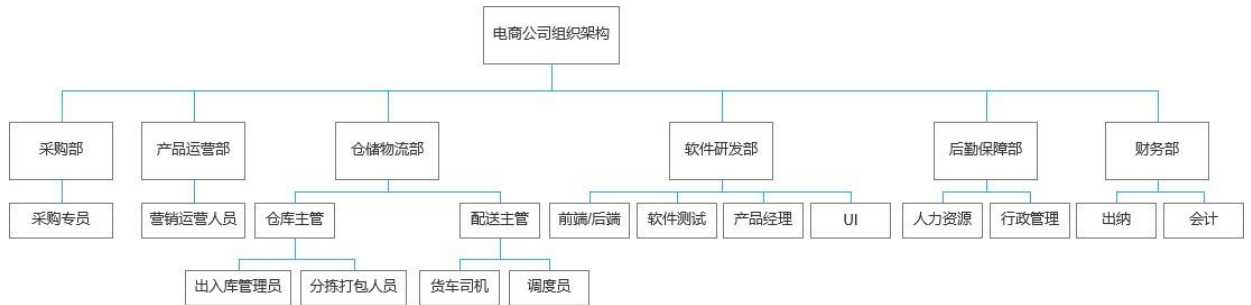 电商公司组织架构
采购部
产品运营部
仓储物流部
软件研发部
后勤保障部
财务部
采购专员
营销运营人员
仓库主管
配送主管
前端/后端
软件测试
产品经理
UI
人力资源
行政管理
出纳
会计
出入库管理员
分拣打包人员
货车司机
调度员